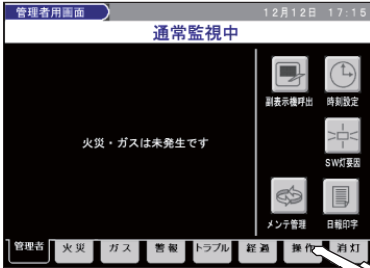 管理者用画面
12月12日 17:15
通常監視中
副表示機呼出
時刻設定
火災・ガスは未発生です
SW灯要因
メンテ管理
日報印字
管理者
火災
ガス
警報
トラブル
経過
操作
消灯